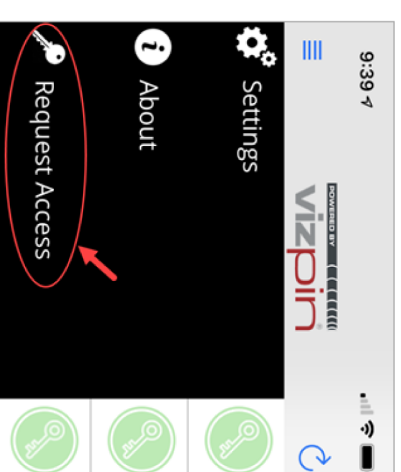 9:39
POWERED BY
vizpin
Settings
About
Request Access